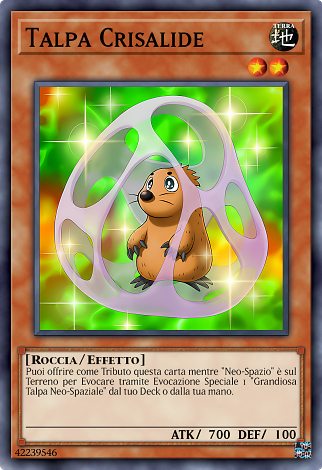 Talpa Crisalide
TERRA
地
[Roccia/Effetto]
Puoi offrire come Tributo questa carta mentre "Neo-Spazio" è sul
Terreno per Evocare tramite Evocazione Speciale 1 "Grandiosa
Talpa Neo-Spaziale" dal tuo Deck o dalla tua mano.
ATK/ 700 DEF/ 100
42239546